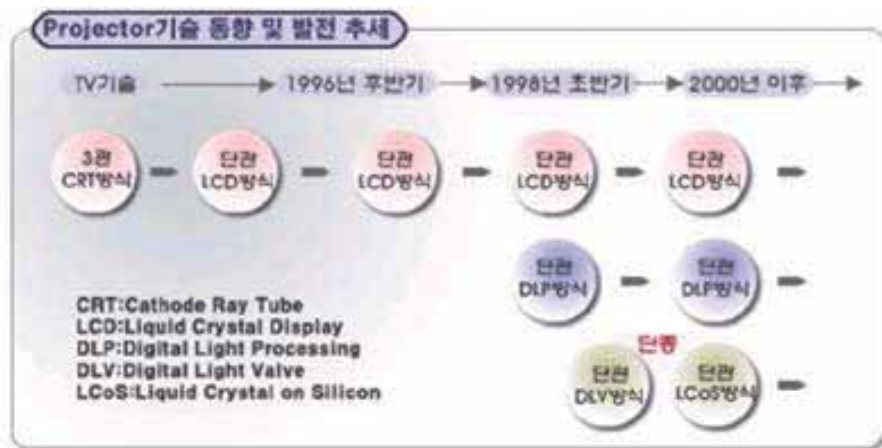 Projector기술 동향 및 발전 추세
TV기술
1996년 후반기
1998년 초반기
2000년 이후
3관
CRT방식
단관
LCD방식
단관
LCD방식
단관
LCD방식
단관
LCD방식
단관
DLP방식
단관
DLP방식
CRT:Cathode Ray Tube
LCD:Liquid Crystal Display
DLP:Digital Light Processing
DLV:Digital Light Valve
LCoS:Liquid Crystal on Silicon
단종
단관
DLV방식
단관
LCoS방식